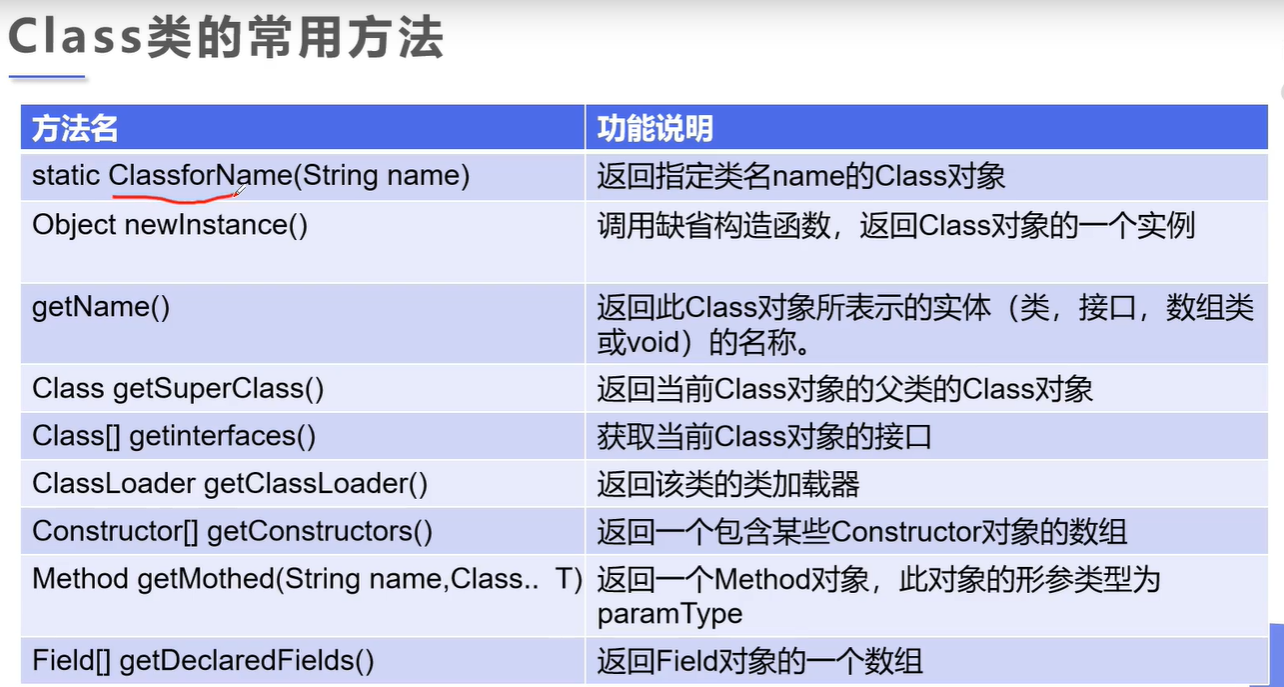 Class类的常用方法
方法名 功能说明
static ClassforName(String name) 返回指定类名name的Class对象
Object newInstance() 调用缺省构造函数，返回Class对象的一个实例
getName() 返回此Class对象所表示的实体（类，接口，数组类
或void）的名称。
Class getSuperClass() 返回当前Class对象的父类的Class对象
Class[] getinterfaces() 获取当前Class对象的接口
ClassLoader getClassLoader() 返回该类的类加载器
Constructor[] getConstructors() 返回一个包含某些Constructor对象的数组
Method getMothed(String name,Class.. T) 返回一个Method对象，此对象的形参类型为
paramType
Field[] getDeclaredFields() 返回Field对象的一个数组